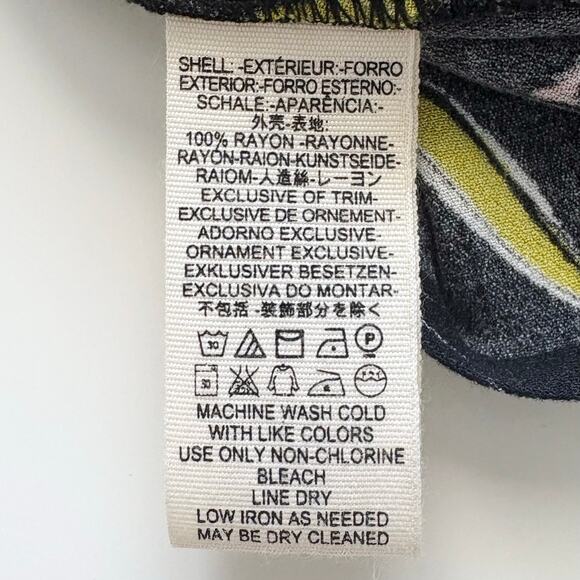 SHELL: -EXTÉRIEUR:-FORRO
EXTERIOR:-FORRO ESTERNO:-
SCHALE:-APARÊNCIA:-
外壳-表地:
100% RAYON -RAYONNE-
RAYON-RAION-KUNSTSEIDE-
RAIOM-人造絲-レーヨン
EXCLUSIVE OF TRIM-
EXCLUSIVE DE ORNEMENT-
ADORNO EXCLUSIVE-
ORNAMENT EXCLUSIVE-
EXKLUSIVER BESETZEN-
EXCLUSIVA DO MONTAR-
不包括 -装飾部分を除く
30 P
30
MACHINE WASH COLD
WITH LIKE COLORS
USE ONLY NON-CHLORINE
BLEACH
LINE DRY
LOW IRON AS NEEDED
MAY BE DRY CLEANED